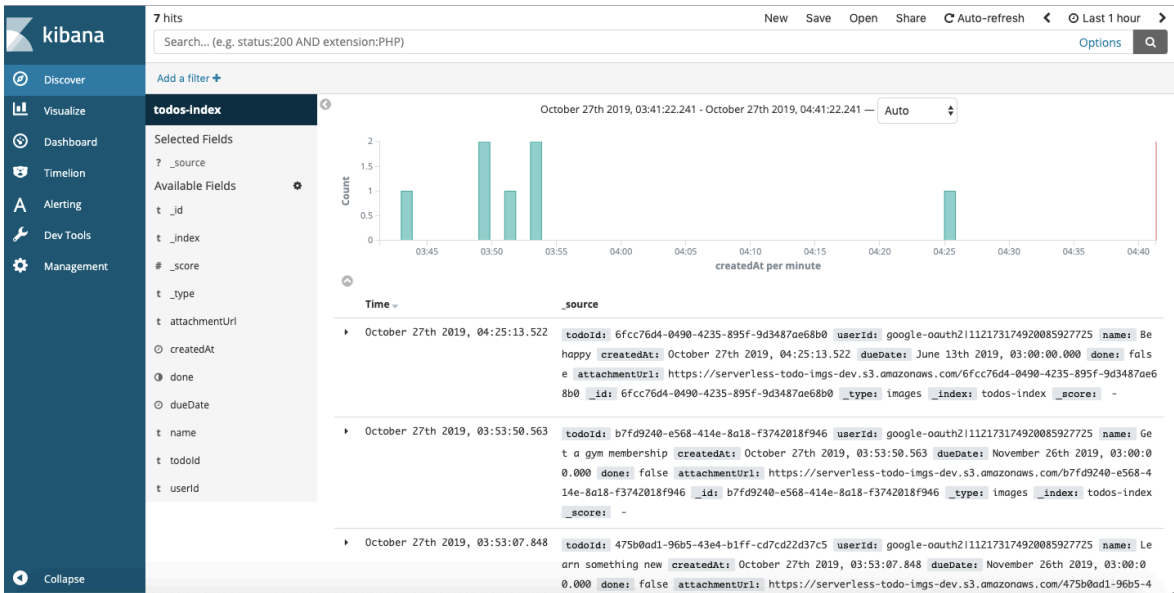 kibana
Discover
Visualize
Dashboard
Timelion
Alerting
Dev Tools
Management
Collapse
7 hits
New Save Open Share Auto-refresh Last 1 hour
Search... (e.g. status:200 AND extension:PHP)
Options
Add a filter +
todos-index
Selected Fields
? _source
Available Fields
t _id
t _index
# _score
t _type
t attachmentUrl
createdAt
done
dueDate
t name
t todoId
t userId
October 27th 2019, 03:41:22.241 - October 27th 2019, 04:41:22.241 — Auto
Count
2
1.5
1
0.5
0
03:45 03:50 03:55 04:00 04:05 04:10 04:15 04:20 04:25 04:30 04:35 04:40
createdAt per minute
Time _source
October 27th 2019, 04:25:13.522 todoId: 6fcc76d4-0490-4235-895f-9d3487ae68b0 userId: google-oauth2|112173174920085927725 name: Be
happy createdAt: October 27th 2019, 04:25:13.522 dueDate: June 13th 2019, 03:00:00.000 done: fals
e attachmentUrl: https://serverless-todo-imgs-dev.s3.amazonaws.com/6fcc76d4-0490-4235-895f-9d3487ae6
8b0 _id: 6fcc76d4-0490-4235-895f-9d3487ae68b0 _type: images _index: todos-index _score: -
October 27th 2019, 03:53:50.563 todoId: b7fd9240-e568-414e-8a18-f3742018f946 userId: google-oauth2|112173174920085927725 name: Ge
t a gym membership createdAt: October 27th 2019, 03:53:50.563 dueDate: November 26th 2019, 03:00:0
0.000 done: false attachmentUrl: https://serverless-todo-imgs-dev.s3.amazonaws.com/b7fd9240-e568-4
14e-8a18-f3742018f946 _id: b7fd9240-e568-414e-8a18-f3742018f946 _type: images _index: todos-index
_score: -
October 27th 2019, 03:53:07.848 todoId: 475b0ad1-96b5-43e4-b1ff-cd7cd22d37c5 userId: google-oauth2|112173174920085927725 name: Le
arn something new createdAt: October 27th 2019, 03:53:07.848 dueDate: November 26th 2019, 03:00:0
0.000 done: false attachmentUrl: https://serverless-todo-imgs-dev.s3.amazonaws.com/475b0ad1-96b5-4